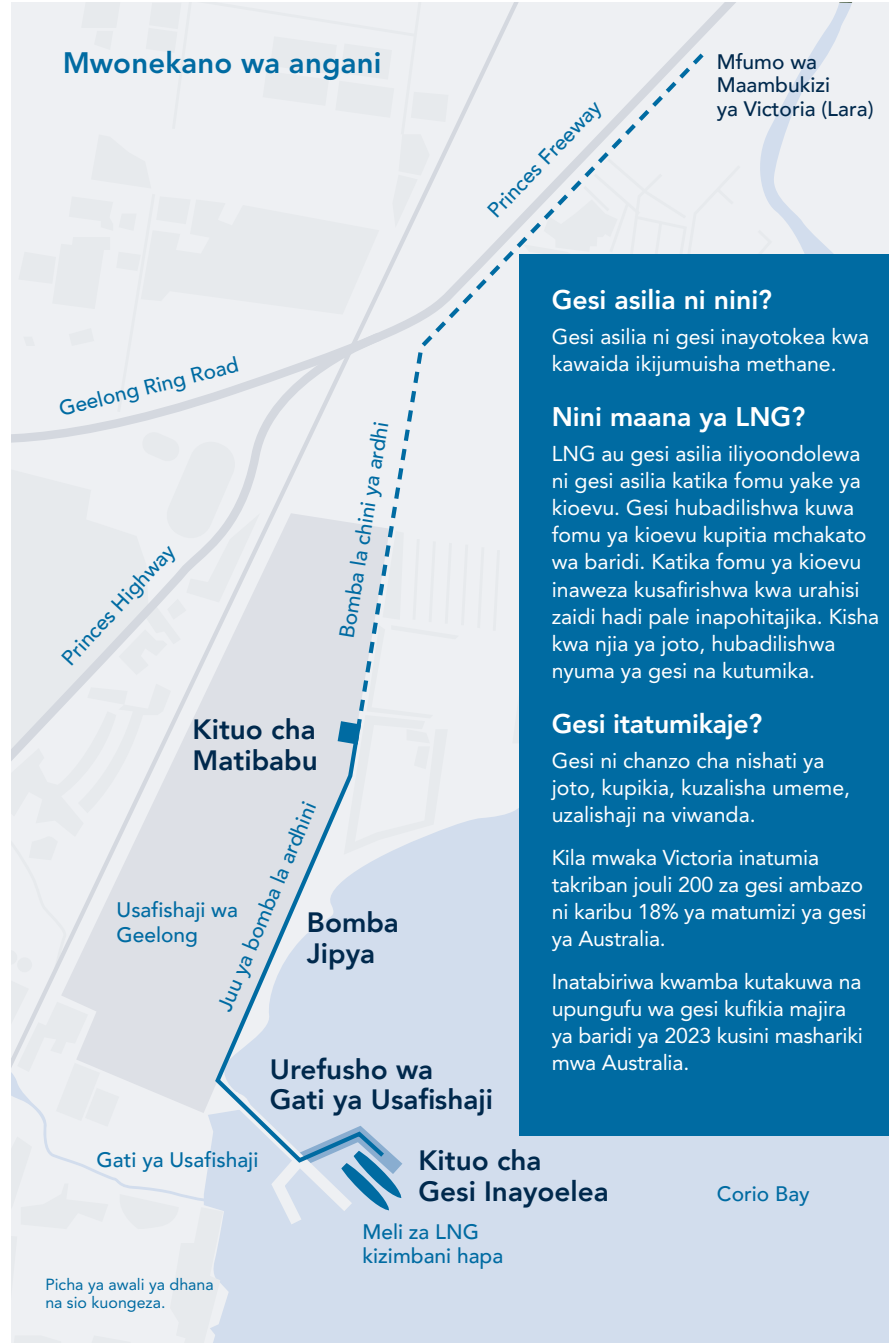 Mwonekano wa angani
Mfumo wa
Maambukizi
ya Victoria (Lara)
Princes Freeway
Geelong Ring Road
Princes Highway
Bomba la chini ya ardhi
Kituo cha
Matibabu
Juu ya bomba la ardhini
Usafishaji wa
Geelong
Bomba
Jipya
Urefusho wa
Gati ya Usafishaji
Gati ya Usafishaji
Kituo cha
Gesi Inayoelea
Meli za LNG
kizimbani hapa
Corio Bay
Picha ya awali ya dhana
na sio kuongeza.
Gesi asilia ni nini?
Gesi asilia ni gesi inayotokea kwa
kawaida ikijumuisha methane.
Nini maana ya LNG?
LNG au gesi asilia iliyoondolewa
ni gesi asilia katika fomu yake ya
kioevu. Gesi hubadilishwa kuwa
fomu ya kioevu kupitia mchakato
wa baridi. Katika fomu ya kioevu
inaweza kusafirishwa kwa urahisi
zaidi hadi pale inapohitajika. Kisha
kwa njia ya joto, hubadilishwa
nyuma ya gesi na kutumika.
Gesi itatumikaje?
Gesi ni chanzo cha nishati ya
joto, kupikia, kuzalisha umeme,
uzalishaji na viwanda.
Kila mwaka Victoria inatumia
takriban jouli 200 za gesi ambazo
ni karibu 18% ya matumizi ya gesi
ya Australia.
Inatabiriwa kwamba kutakuwa na
upungufu wa gesi kufikia majira
ya baridi ya 2023 kusini mashariki
mwa Australia.